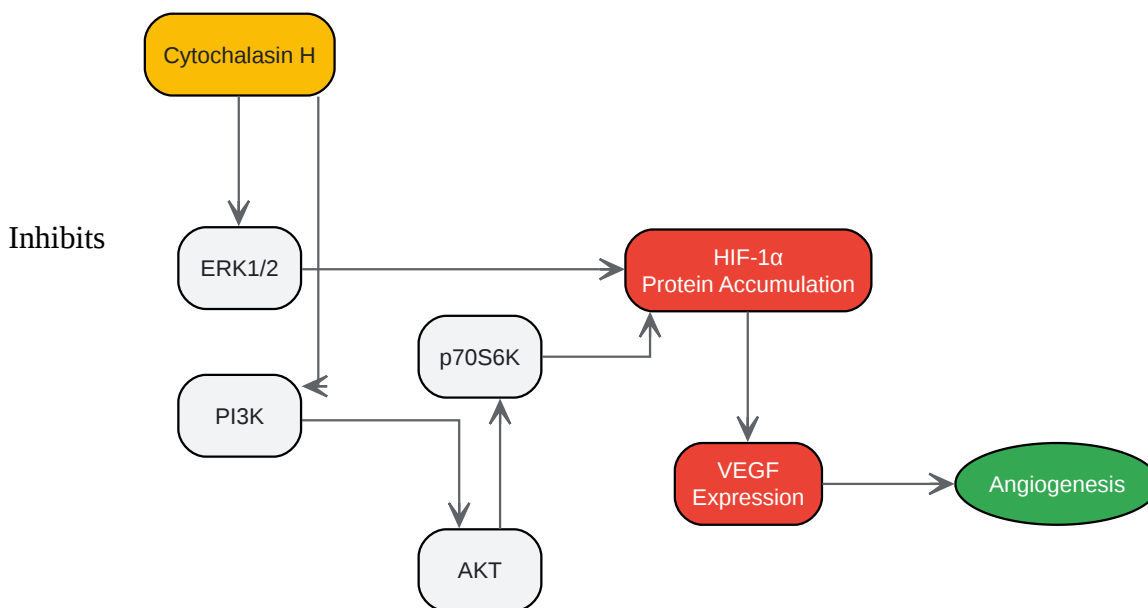 Cytochalasin H
Inhibits
ERK1/2
HIF-1α
Protein Accumulation
p70S6K
PI3K
VEGF
Expression
Angiogenesis
AKT